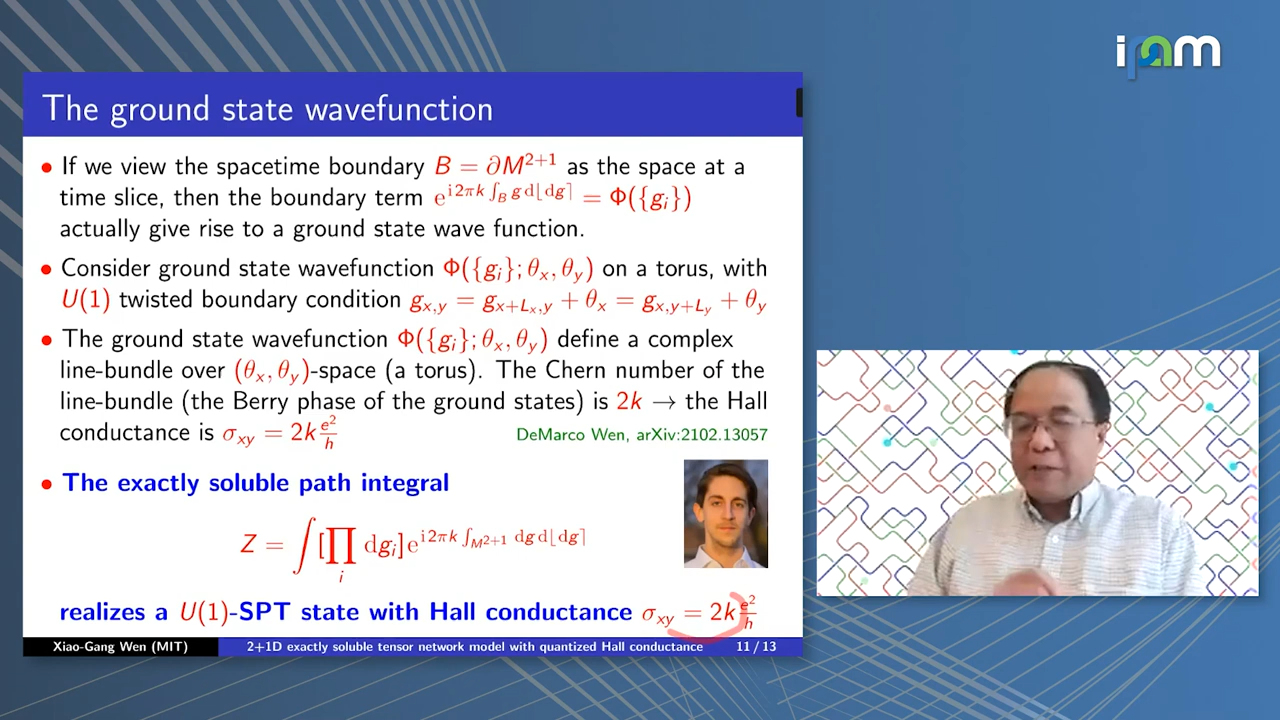 ipam
The ground state wavefunction
• If we view the spacetime boundary B = ∂M²⁺¹ as the space at a
time slice, then the boundary term e^{i2πk ∫_B g d⌊dg⌉} = Φ({g_i})
actually give rise to a ground state wave function.
• Consider ground state wavefunction Φ({g_i}; θ_x, θ_y) on a torus, with
U(1) twisted boundary condition g_{x,y} = g_{x+L_x,y} + θ_x = g_{x,y+L_y} + θ_y
• The ground state wavefunction Φ({g_i}; θ_x, θ_y) define a complex
line-bundle over (θ_x, θ_y)-space (a torus). The Chern number of the
line-bundle (the Berry phase of the ground states) is 2k → the Hall
conductance is σ_xy = 2k e²/h DeMarco Wen, arXiv:2102.13057
• The exactly soluble path integral
Z = ∫[∏_i dg_i] e^{i2πk ∫_{M²⁺¹} dg d⌊dg⌉}
realizes a U(1)-SPT state with Hall conductance σ_xy = 2k e²/h
Xiao-Gang Wen (MIT) 2+1D exactly soluble tensor network model with quantized Hall conductance 11 / 13